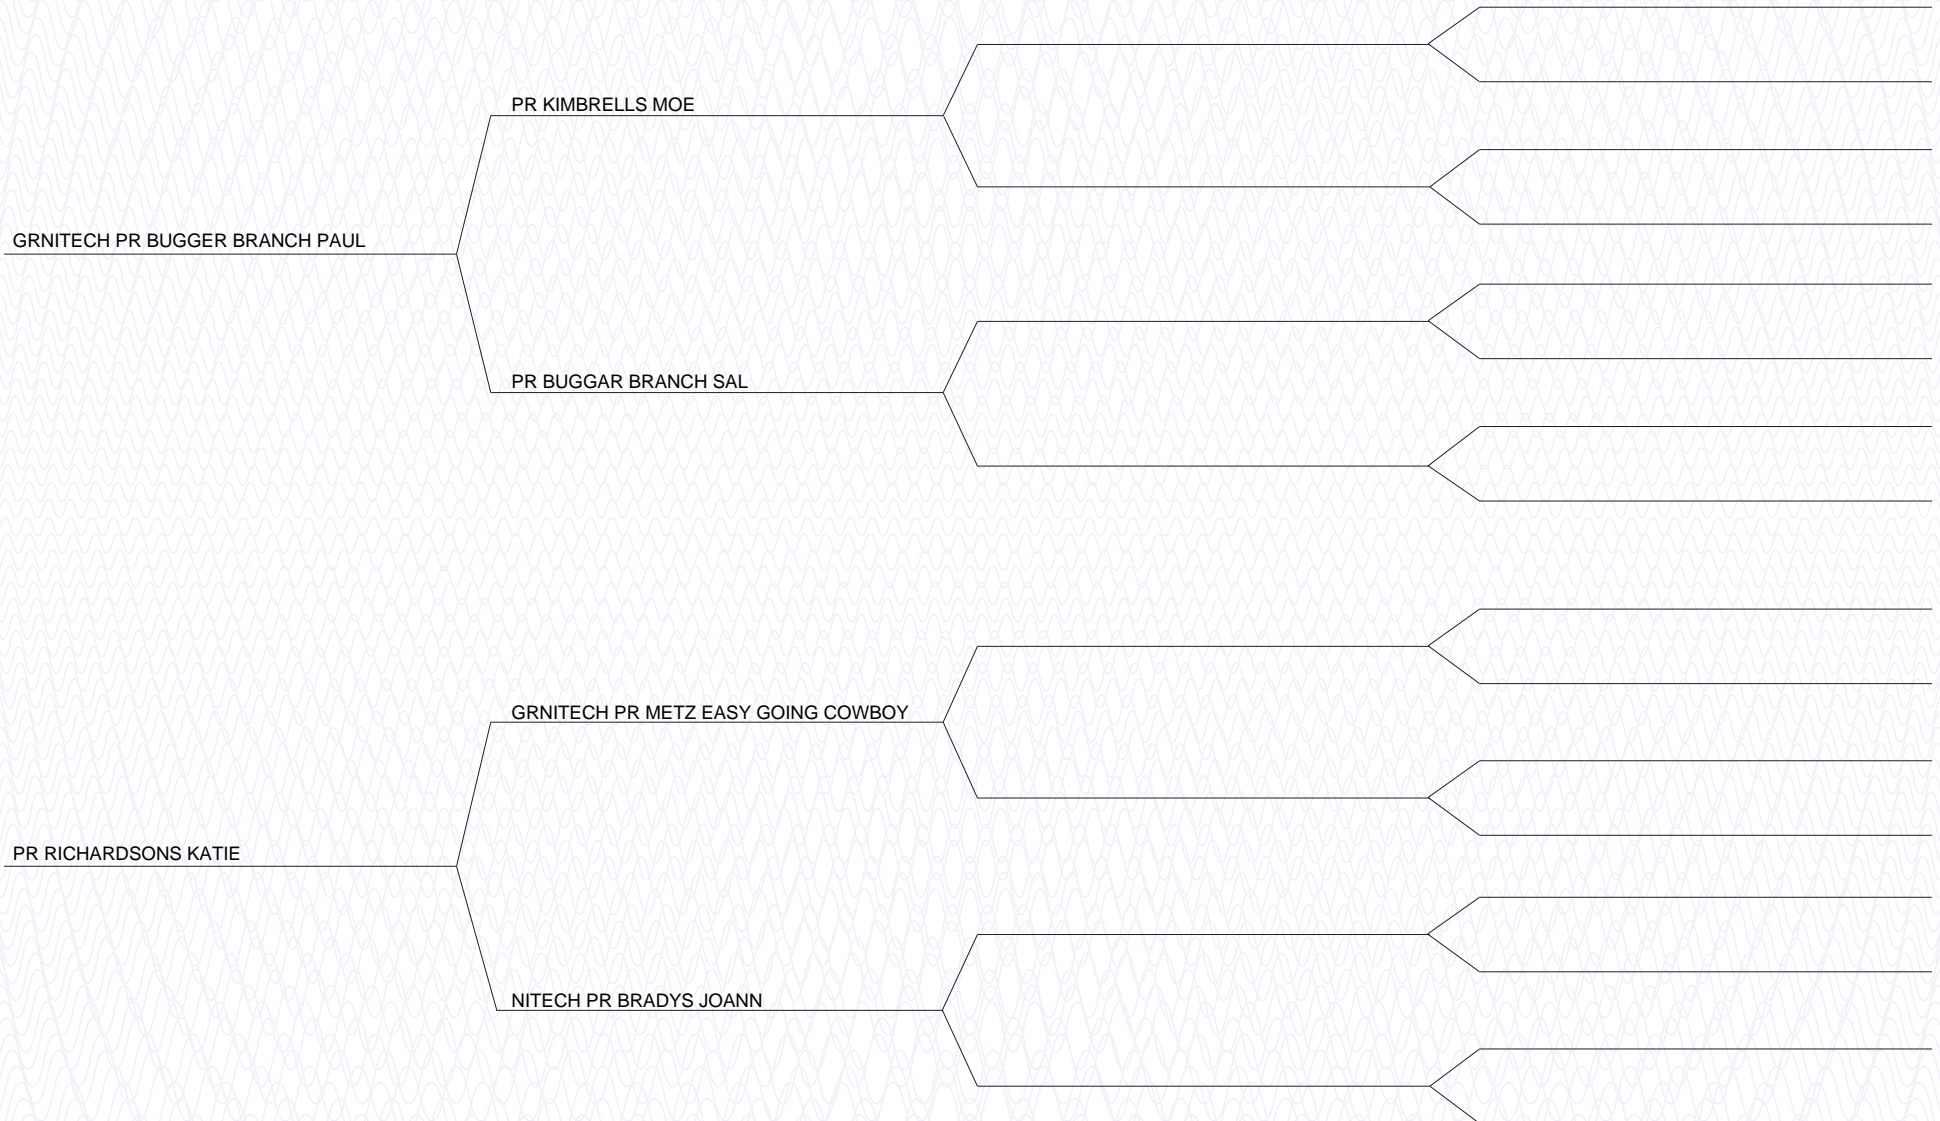 PR KIMBRELLS MOE
GRNITECH PR BUGGER BRANCH PAUL
PR BUGGAR BRANCH SAL
GRNITECH PR METZ EASY GOING COWBOY
PR RICHARDSONS KATIE
NITECH PR BRADYS JOANN